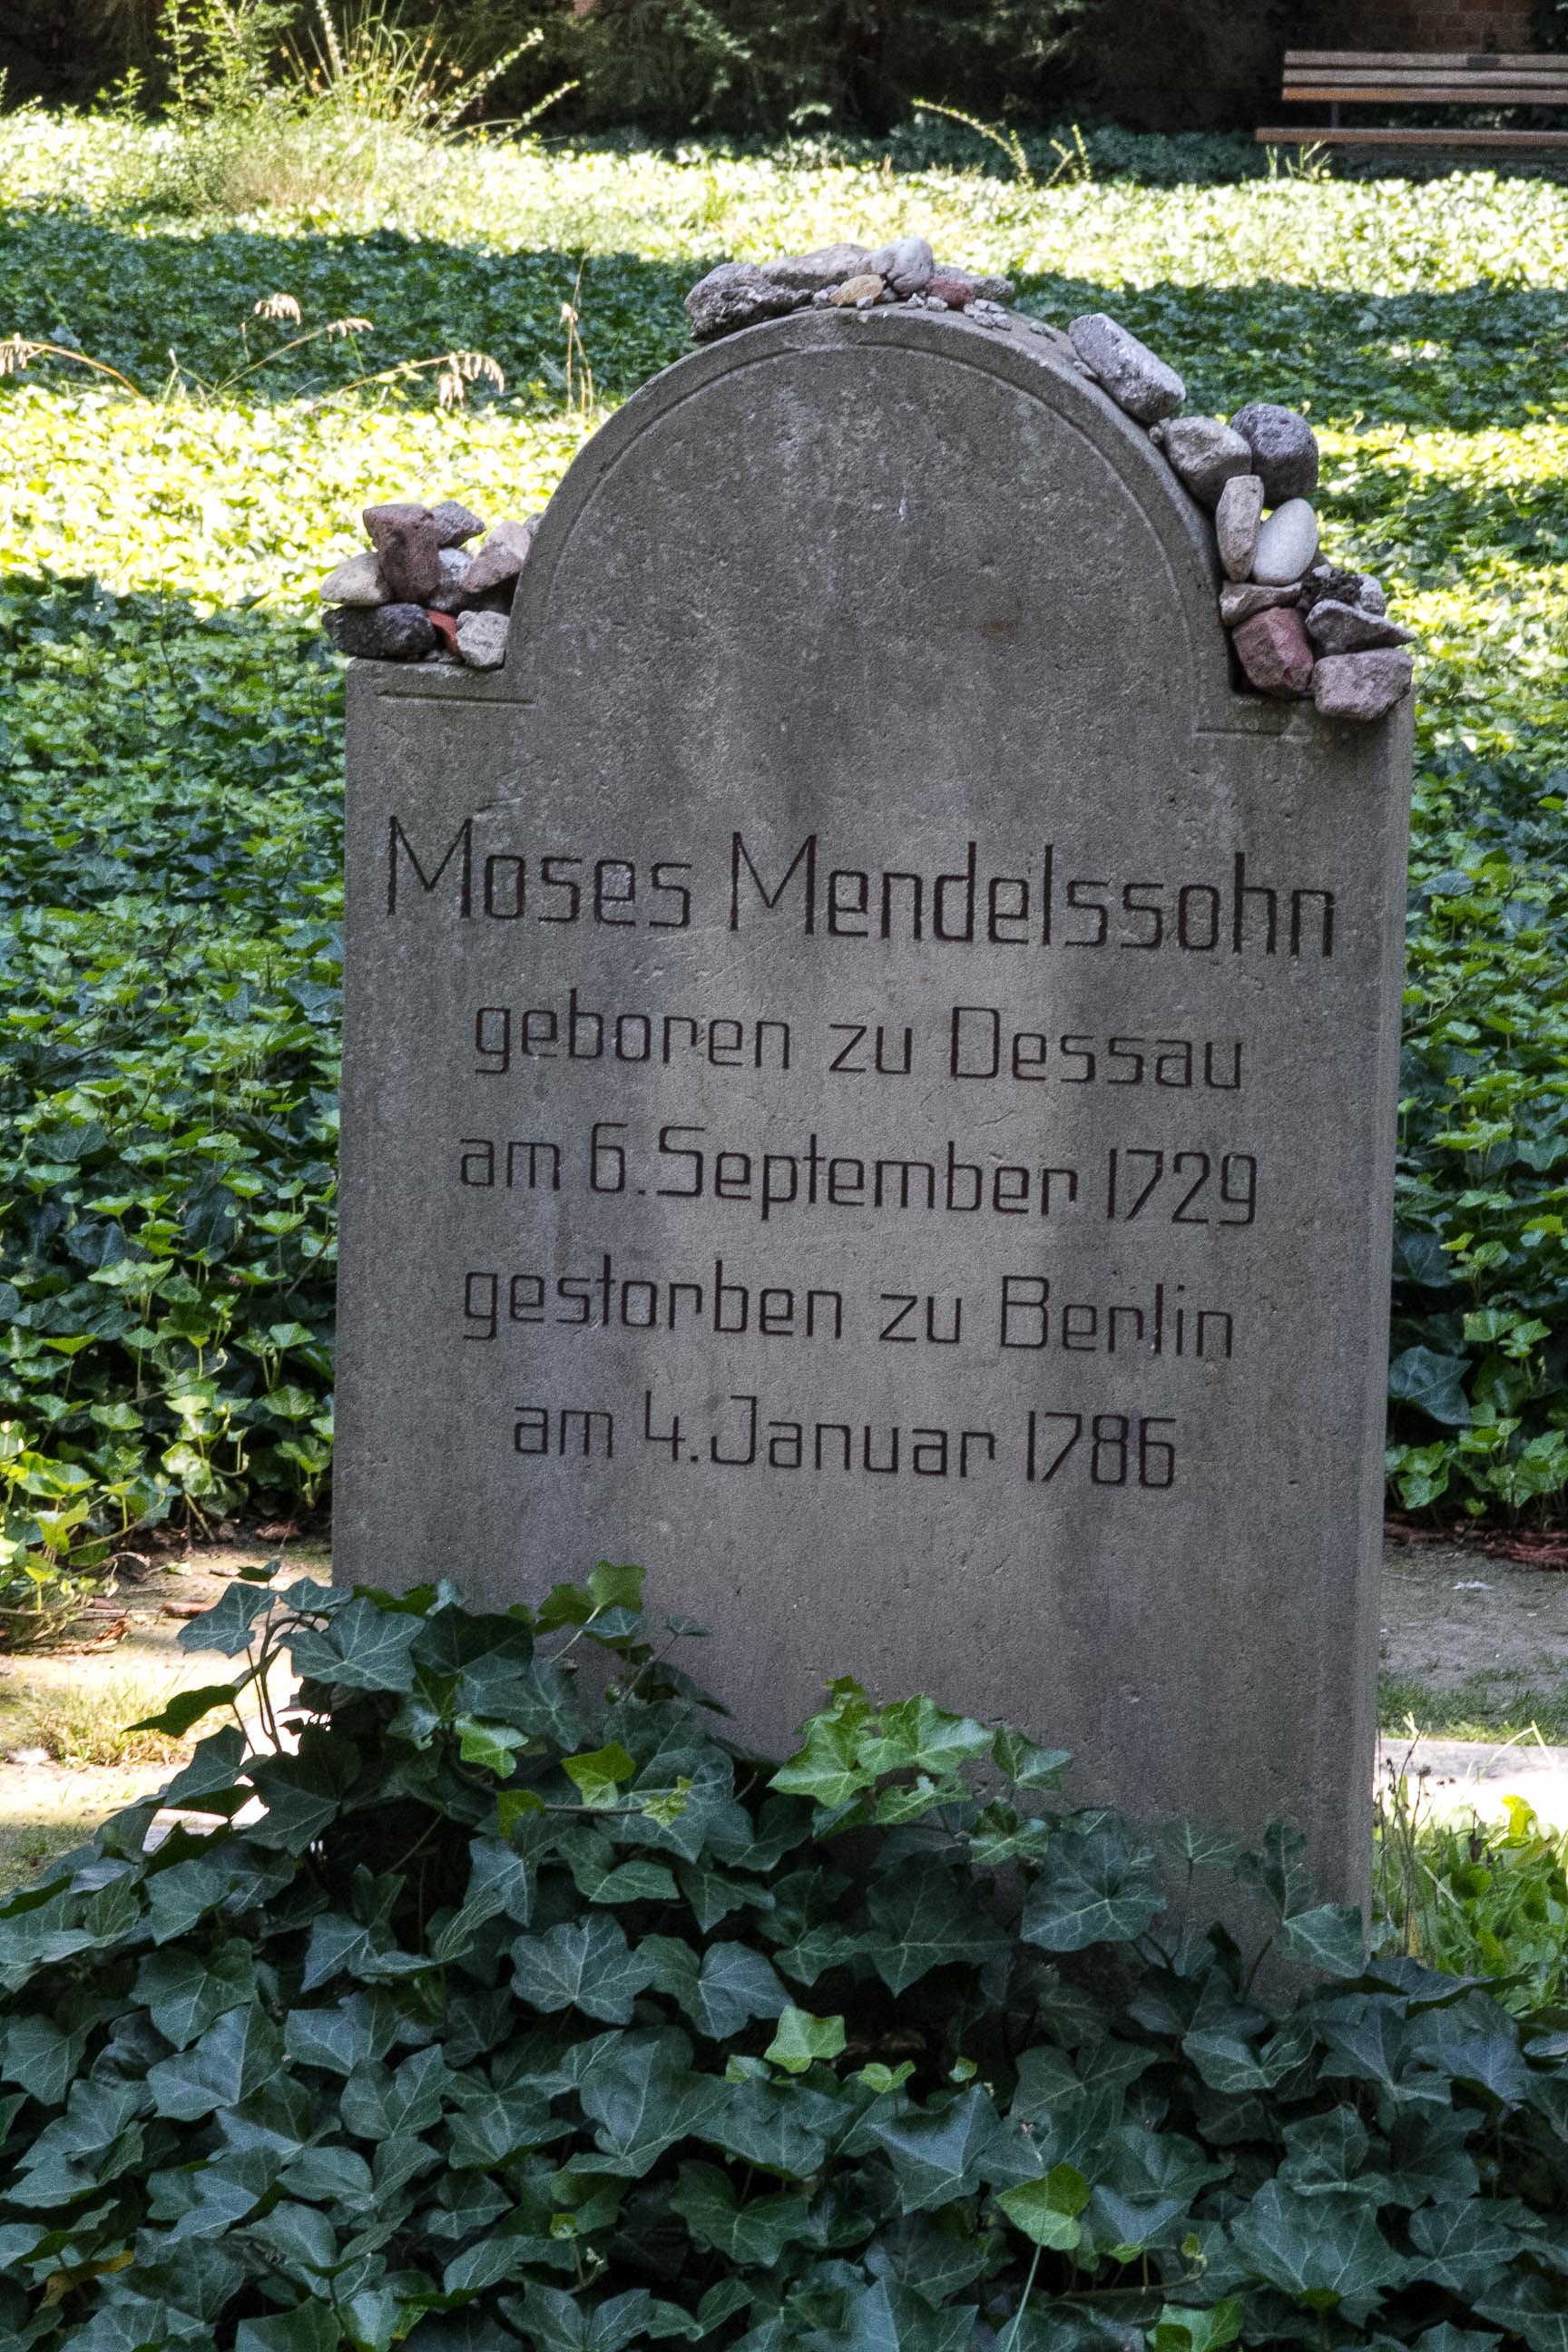 Moses Mendelssohn
geboren zu Dessau
am 6. September 1729
gestorben zu Berlin
am 4. Januar 1786